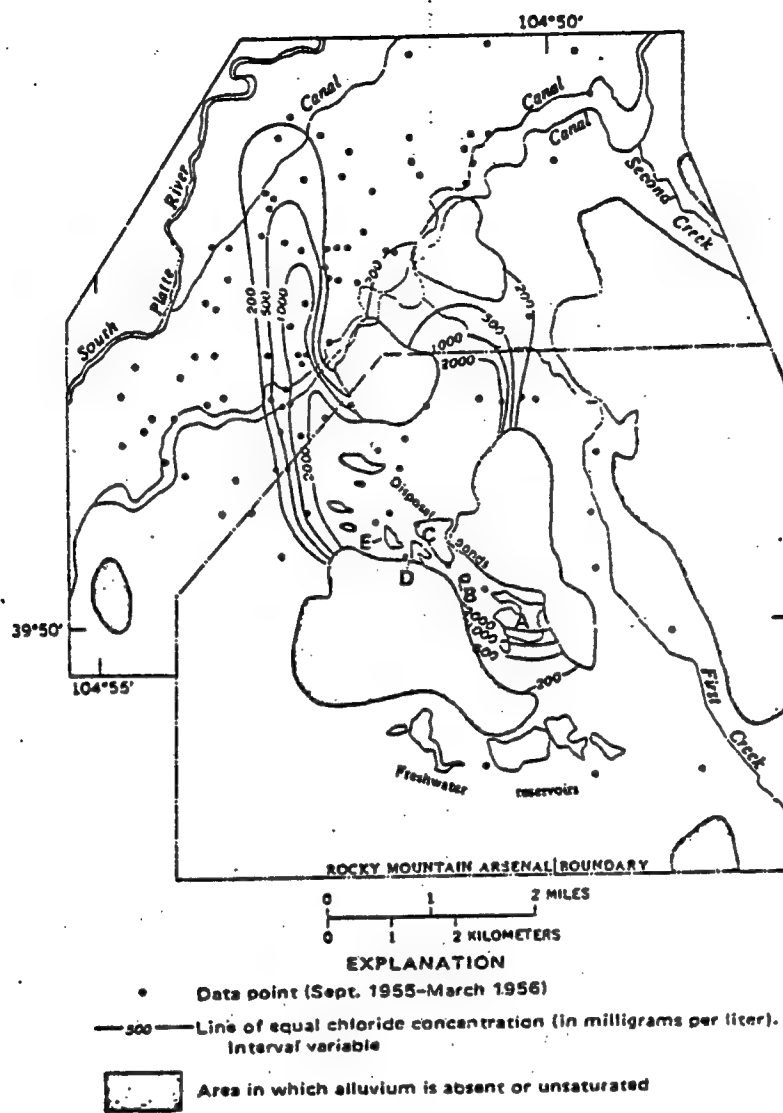 104°50'
Canal
Canal
Canal
River
Platte
South
Second
Creek
200
500
1000
200
500
1000
2000
2000
Disposal
ponds
E
C
D
B
A
2000
1000
500
200
39°50'
104°55'
First
Creek
Freshwater
reservoirs
ROCKY MOUNTAIN ARSENAL BOUNDARY
0 1 2 MILES
0 1 2 KILOMETERS
EXPLANATION
Data point (Sept. 1955-March 1956)
500 Line of equal chloride concentration (in milligrams per liter).
Interval variable
Area in which alluvium is absent or unsaturated